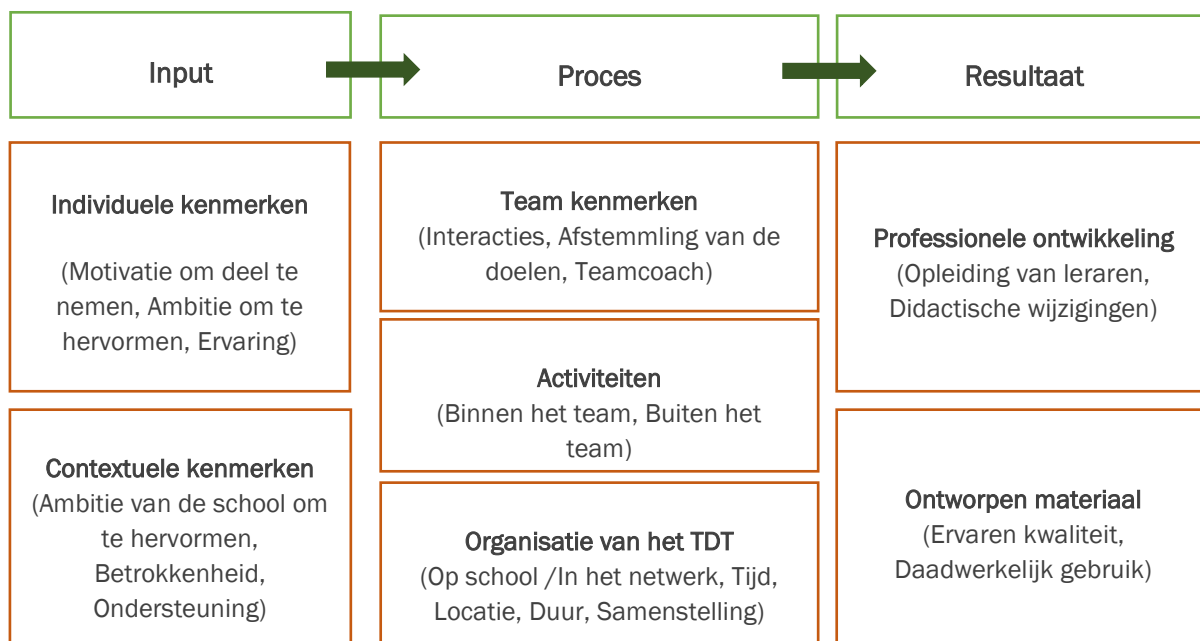 Input
Proces
Resultaat
Individuele kenmerken
(Motivatie om deel te
nemen, Ambitie om te
hervormen, Ervaring)
Contextuele kenmerken
(Ambitie van de school om
te hervormen,
Betrokkenheid,
Ondersteuning)
Team kenmerken
(Interacties, Afstemmling van de
doelen, Teamcoach)
Activiteiten
(Binnen het team, Buiten het
team)
Organisatie van het TDT
(Op school /In het netwerk, Tijd,
Locatie, Duur, Samenstelling)
Professionele ontwikkeling
(Opleiding van leraren,
Didactische wijzigingen)
Ontworpen materiaal
(Ervaren kwaliteit,
Daadwerkelijk gebruik)